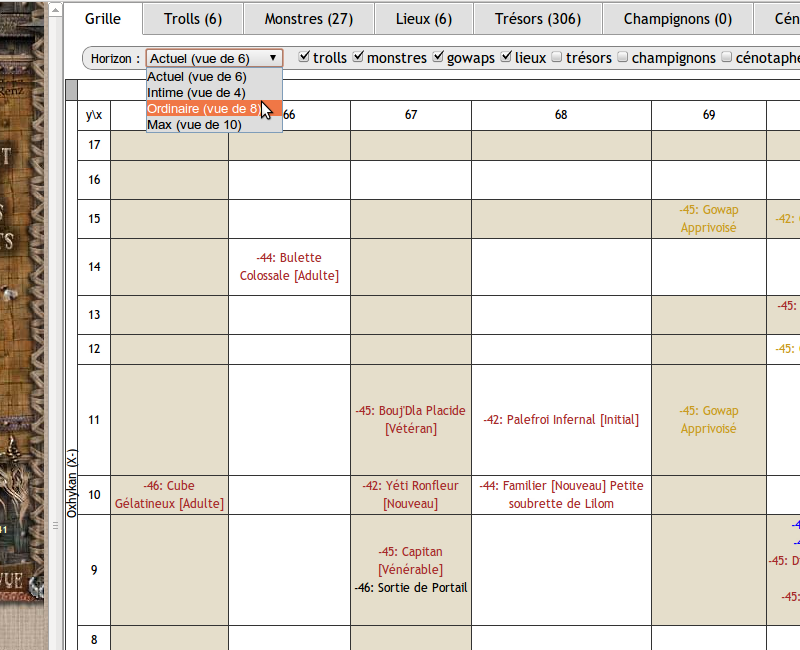 Grille Trolls (6) Monstres (27) Lieux (6) Trésors (306) Champignons (0)
Horizon : Actuel (vue de 6) trolls monstres gowaps lieux trésors champignons
Actuel (vue de 6)
Intime (vue de 4)
Ordinaire (vue de 8)
Max (vue de 10)
y\x 66 67 68 69
17
16
15 -45: Gowap -42:
Apprivoisé
14 -44: Bulette
Colossale [Adulte]
13 -45:
12 -45:
11 -45: Bouj'Dla Placide -42: Palefroi Infernal [Initial] -45: Gowap
[Vétéran] Apprivoisé
Oxhykan (X-)
10 -46: Cube -42: Yéti Ronfleur -44: Familier [Nouveau] Petite
Gélatineux [Adulte] [Nouveau] soubrette de Lilom
9 -45: Capitan -45:
[Vénérable] -45:
-46: Sortie de Portail
8
VUE